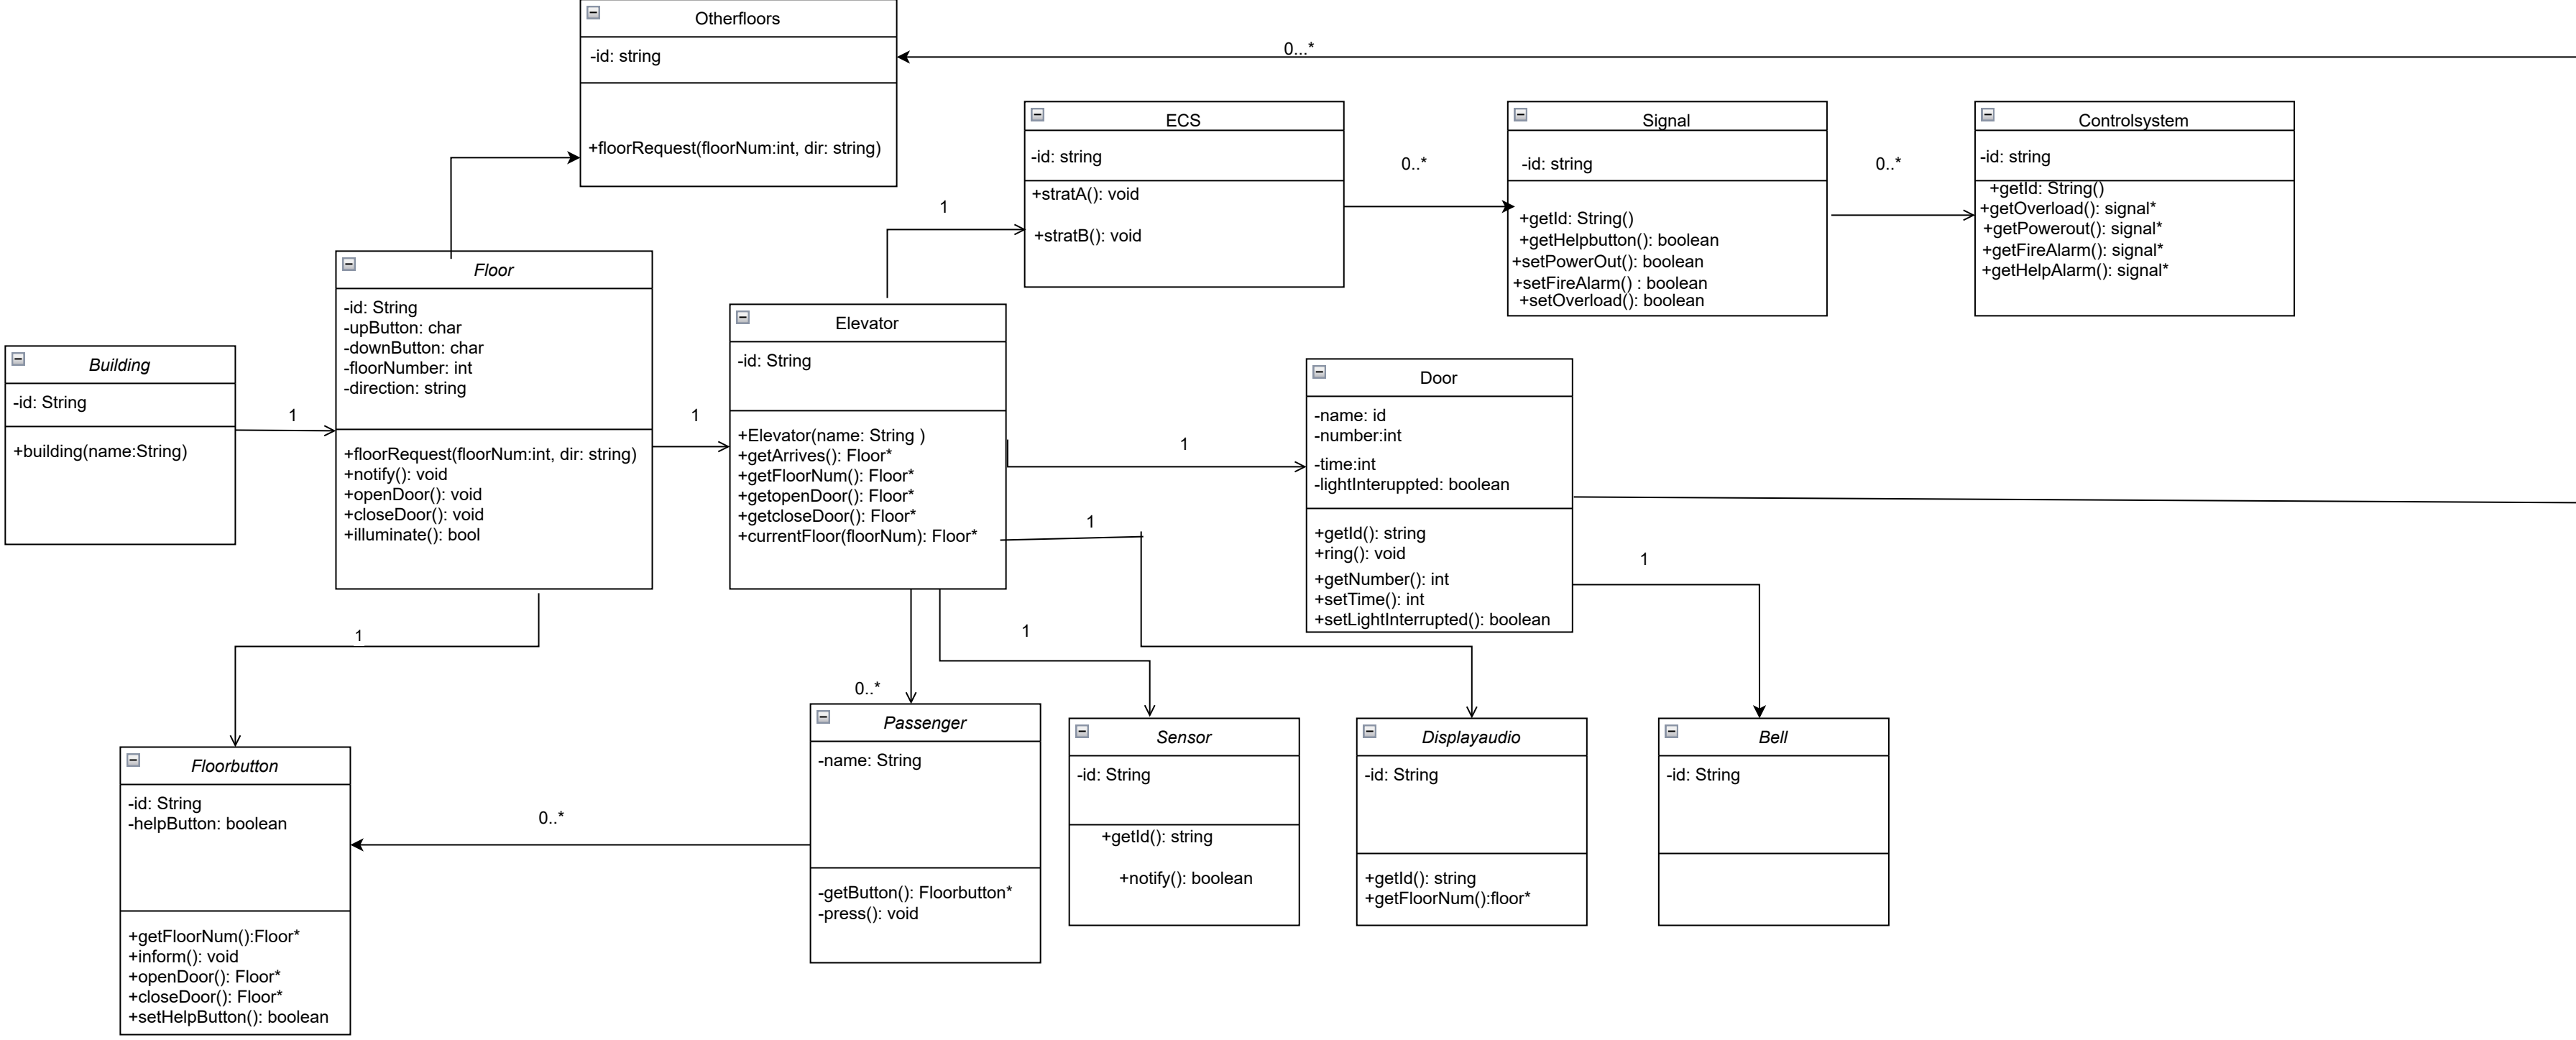 Otherfloors
-id: string
+floorRequest(floorNum:int, dir: string)
0...*
ECS
-id: string
+stratA(): void
+stratB(): void
0..*
Signal
-id: string
+getId: String()
+getHelpbutton(): boolean
+setPowerOut(): boolean
+setFireAlarm() : boolean
+setOverload(): boolean
0..*
Controlsystem
-id: string
+getId: String()
+getOverload(): signal*
+getPowerout(): signal*
+getFireAlarm(): signal*
+getHelpAlarm(): signal*
1
Building
-id: String
+building(name:String)
1
Floor
-id: String
-upButton: char
-downButton: char
-floorNumber: int
-direction: string
+floorRequest(floorNum:int, dir: string)
+notify(): void
+openDoor(): void
+closeDoor(): void
+illuminate(): bool
1
Elevator
-id: String
+Elevator(name: String )
+getArrives(): Floor*
+getFloorNum(): Floor*
+getopenDoor(): Floor*
+getcloseDoor(): Floor*
+currentFloor(floorNum): Floor*
1
1
Door
-name: id
-number:int
-time:int
-lightInteruppted: boolean
+getId(): string
+ring(): void
+getNumber(): int
+setTime(): int
+setLightInterrupted(): boolean
1
1
1
0..*
Floorbutton
-id: String
-helpButton: boolean
+getFloorNum():Floor*
+inform(): void
+openDoor(): Floor*
+closeDoor(): Floor*
+setHelpButton(): boolean
0..*
Passenger
-name: String
-getButton(): Floorbutton*
-press(): void
Sensor
-id: String
+getId(): string
+notify(): boolean
Displayaudio
-id: String
+getId(): string
+getFloorNum():floor*
Bell
-id: String